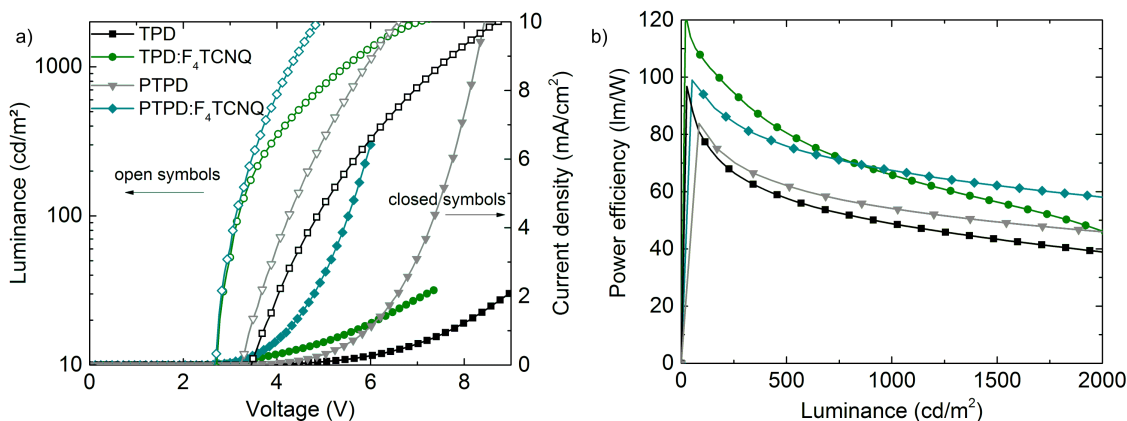 a)
TPD
TPD:F₄TCNQ
PTPD
PTPD:F₄TCNQ
open symbols
closed symbols
Luminance (cd/m²)
1000
100
10
Current density (mA/cm²)
10
8
6
4
2
0
0 2 4 6 8
Voltage (V)
b)
Power efficiency (lm/W)
120
100
80
60
40
20
0
0 500 1000 1500 2000
Luminance (cd/m²)